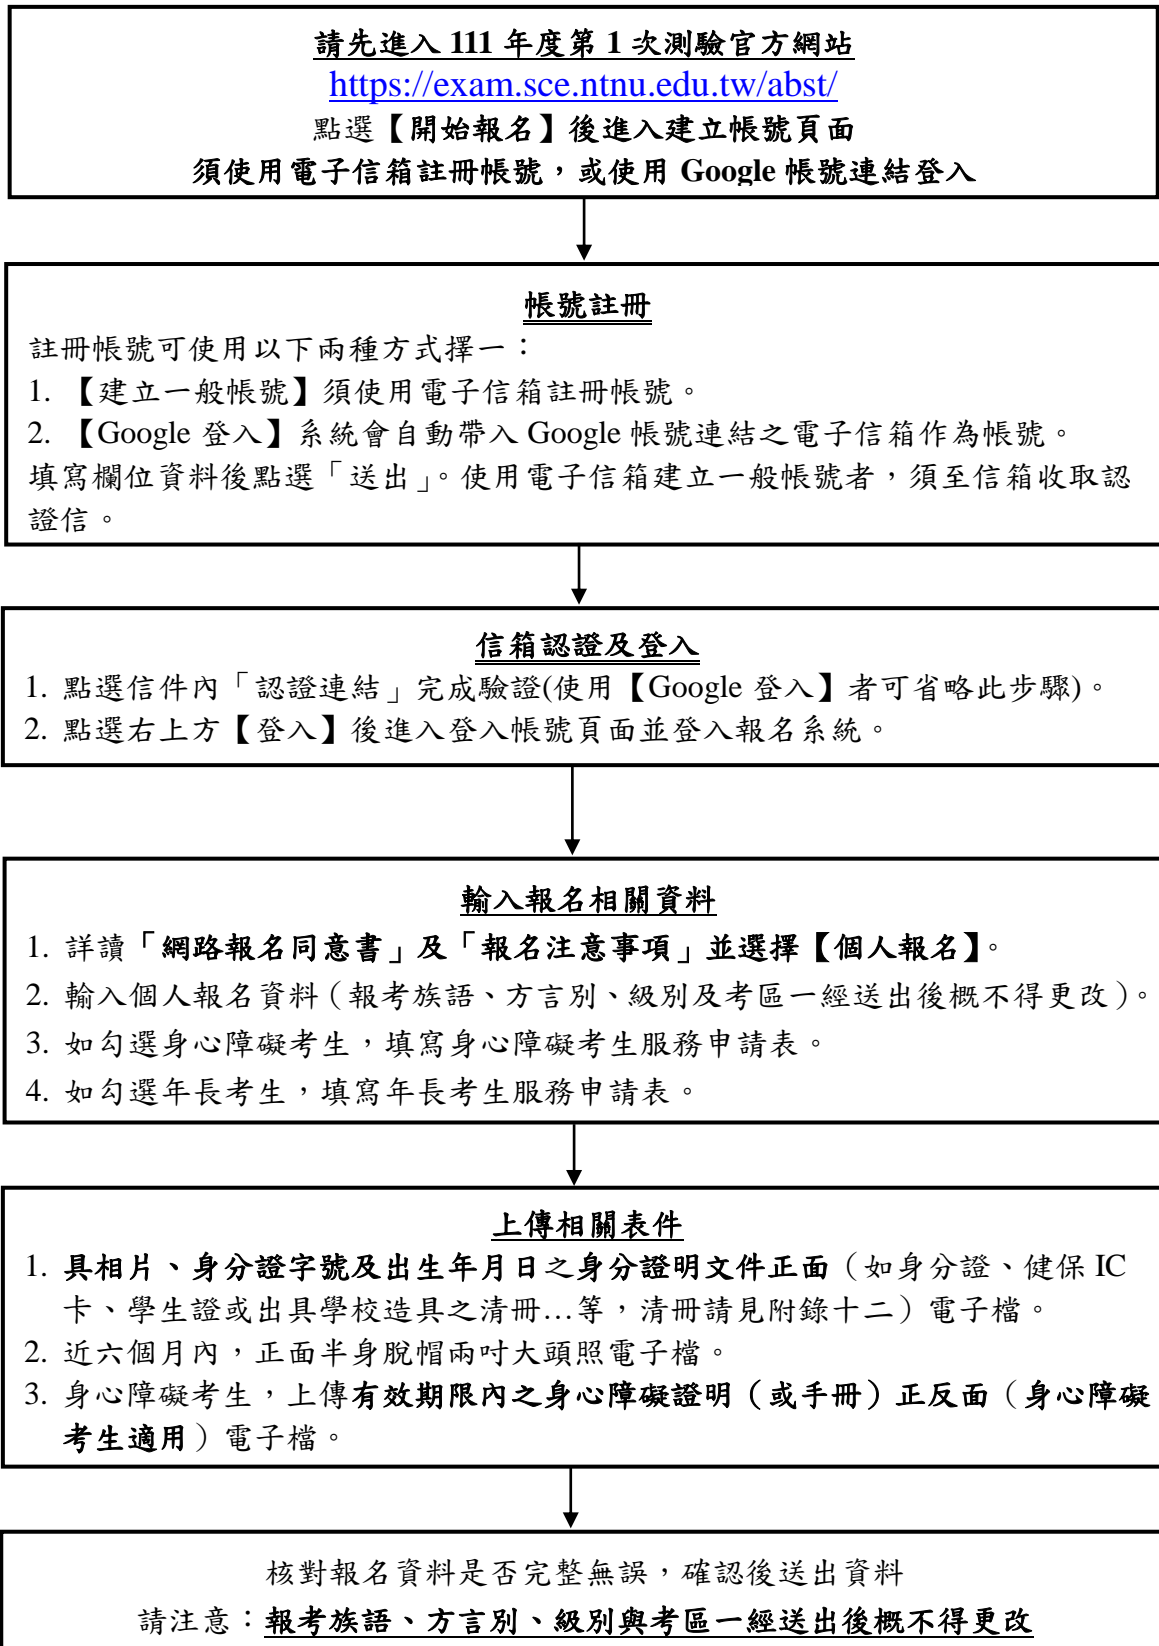 請先進入 111 年度第 1 次測驗官方網站
https://exam.sce.ntnu.edu.tw/abst/
點選【開始報名】後進入建立帳號頁面
須使用電子信箱註冊帳號，或使用 Google 帳號連結登入
帳號註冊
註冊帳號可使用以下兩種方式擇一：
1. 【建立一般帳號】須使用電子信箱註冊帳號。
2. 【Google 登入】系統會自動帶入 Google 帳號連結之電子信箱作為帳號。
填寫欄位資料後點選「送出」。使用電子信箱建立一般帳號者，須至信箱收取認
證信。
信箱認證及登入
1. 點選信件內「認證連結」完成驗證(使用【Google 登入】者可省略此步驟)。
2. 點選右上方【登入】後進入登入帳號頁面並登入報名系統。
輸入報名相關資料
1. 詳讀「網路報名同意書」及「報名注意事項」並選擇【個人報名】。
2. 輸入個人報名資料（報考族語、方言別、級別及考區一經送出後概不得更改）。
3. 如勾選身心障礙考生，填寫身心障礙考生服務申請表。
4. 如勾選年長考生，填寫年長考生服務申請表。
上傳相關表件
1. 具相片、身分證字號及出生年月日之身分證明文件正面（如身分證、健保 IC
卡、學生證或出具學校造具之清冊…等，清冊請見附錄十二）電子檔。
2. 近六個月內，正面半身脫帽兩吋大頭照電子檔。
3. 身心障礙考生，上傳有效期限內之身心障礙證明（或手冊）正反面（身心障礙
考生適用）電子檔。
核對報名資料是否完整無誤，確認後送出資料
請注意：報考族語、方言別、級別與考區一經送出後概不得更改